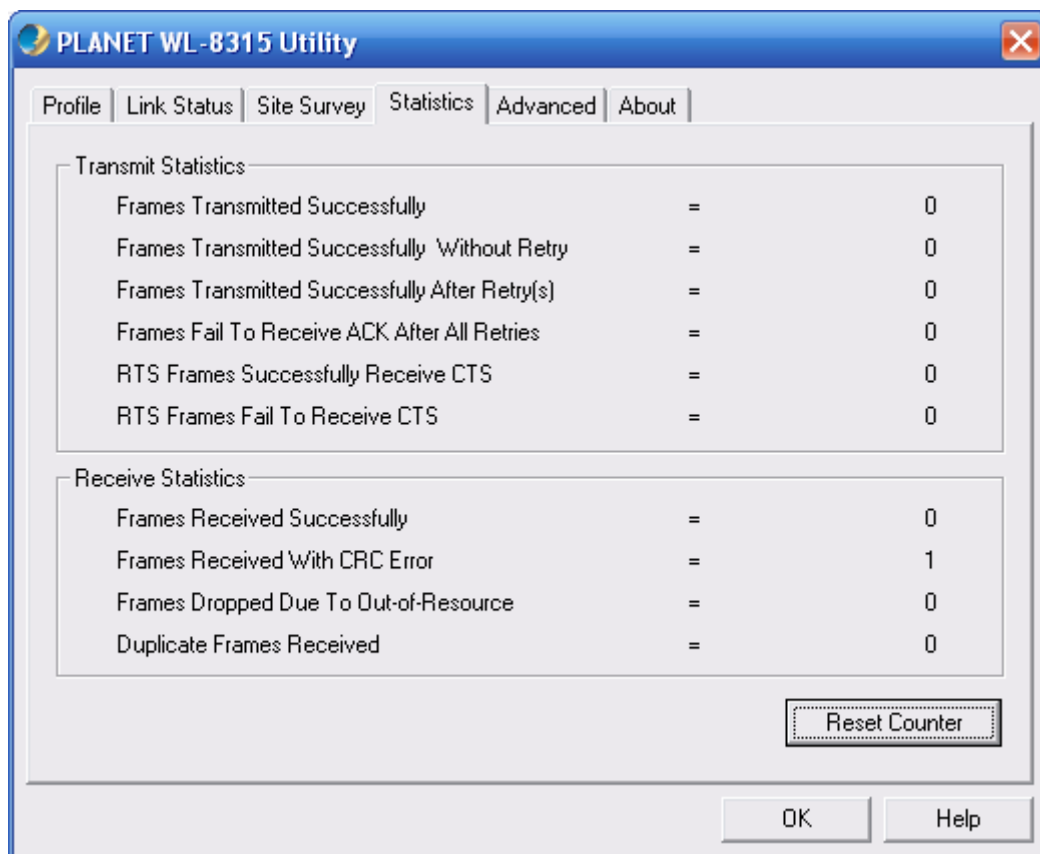 PLANET WL-8315 Utility
Profile Link Status Site Survey Statistics Advanced About
Transmit Statistics
Frames Transmitted Successfully = 0
Frames Transmitted Successfully Without Retry = 0
Frames Transmitted Successfully After Retry(s) = 0
Frames Fail To Receive ACK After All Retries = 0
RTS Frames Successfully Receive CTS = 0
RTS Frames Fail To Receive CTS = 0
Receive Statistics
Frames Received Successfully = 0
Frames Received With CRC Error = 1
Frames Dropped Due To Out-of-Resource = 0
Duplicate Frames Received = 0
Reset Counter
OK Help